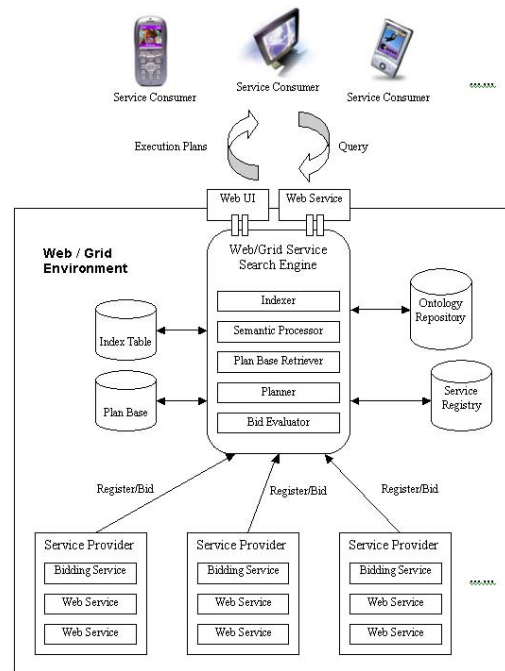 Service Consumer
Service Consumer
Service Consumer
......
Execution Plans
Query
Web UI
Web Service
Web / Grid
Environment
Web/Grid Service
Search Engine
Indexer
Semantic Processor
Plan Base Retriever
Planner
Bid Evaluator
Index Table
Plan Base
Ontology
Repository
Service
Registry
Register/Bid
Register/Bid
Register/Bid
Service Provider
Bidding Service
Web Service
Web Service
Service Provider
Bidding Service
Web Service
Web Service
Service Provider
Bidding Service
Web Service
Web Service
......